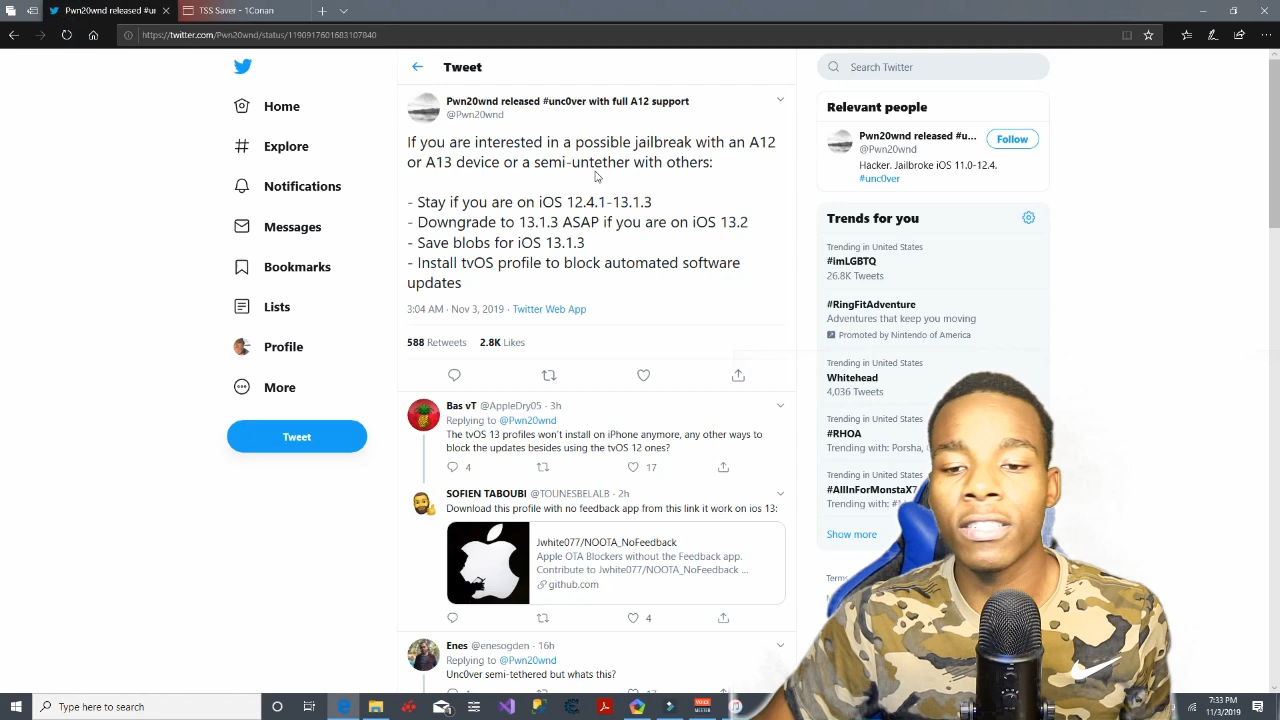 Pwn20wnd released #un
TSS Saver - 1Conan
https://twitter.com/Pwn20wnd/status/1190917601683107840
Home
Explore
Notifications
Messages
Bookmarks
Lists
Profile
More
Tweet
Tweet
Pwn20wnd released #unc0ver with full A12 support
@Pwn20wnd
If you are interested in a possible jailbreak with an A12
or A13 device or a semi-untether with others:
- Stay if you are on iOS 12.4.1-13.1.3
- Downgrade to 13.1.3 ASAP if you are on iOS 13.2
- Save blobs for iOS 13.1.3
- Install tvOS profile to block automated software
updates
3:04 AM · Nov 3, 2019 · Twitter Web App
588 Retweets 2.8K Likes
Bas vT @AppleDry05 · 3h
Replying to @Pwn20wnd
The tvOS 13 profiles won't install on iPhone anymore, any other ways to
block the updates besides using the tvOS 12 ones?
4 17
SOFIEN TABOUBI @TOUNESBELALB · 2h
Download this profile with no feedback app from this link it work on ios 13:
Jwhite077/NOOTA_NoFeedback
Apple OTA Blockers without the Feedback app.
Contribute to Jwhite077/NOOTA_NoFeedback ...
github.com
4
Enes @enesogden · 16h
Replying to @Pwn20wnd
Unc0ver semi-tethered but whats this?
Search Twitter
Relevant people
Pwn20wnd released #u...
Follow
@Pwn20wnd
Hacker. Jailbroke iOS 11.0-12.4.
#unc0ver
Trends for you
Trending in United States
#imLGBTQ
26.8K Tweets
#RingFitAdventure
Adventures that keep you moving
Promoted by Nintendo of America
Trending in United States
Whitehead
4,036 Tweets
Trending in United States
#RHOA
Trending with: Porsha,
Trending in United States
#AllInForMonstaX7
Trending with:
Show more
Terms
Type here to search
7:33 PM
11/3/2019